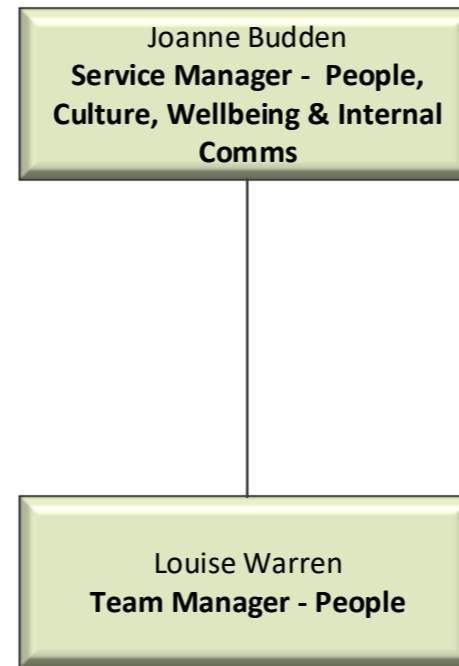 Joanne Budden
Service Manager -  People,
Culture, Wellbeing & Internal
Comms
Louise Warren
Team Manager - People